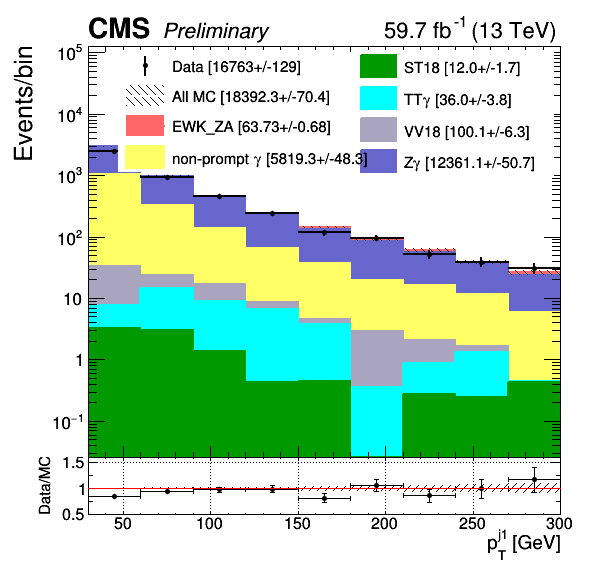 CMS Preliminary 59.7 fb⁻¹ (13 TeV)
Events/bin
10⁵
10⁴
10³
10²
10
1
10⁻¹
Data [16763+/-129]
All MC [18392.3+/-70.4]
EWK_ZA [63.73+/-0.68]
non-prompt γ [5819.3+/-48.3]
ST18 [12.0+/-1.7]
TTγ [36.0+/-3.8]
VV18 [100.1+/-6.3]
Zγ [12361.1+/-50.7]
Data/MC
1.5
1
0.5
50 100 150 200 250 300
p_T^j1 [GeV]